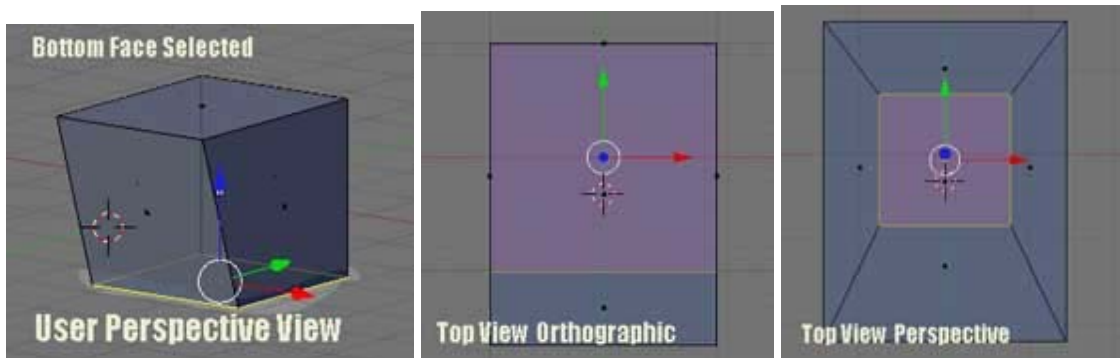 Bottom Face Selected
User Perspective View
Top View Orthographic
Top View Perspective